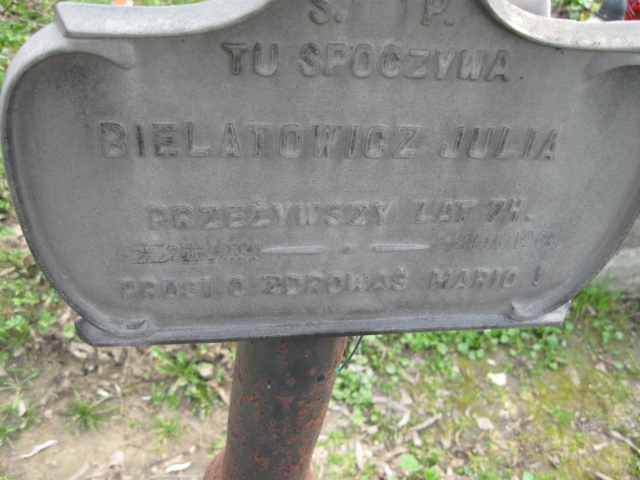 Ś. P.
TU SPOCZYWA
BIELATOWICZ JULIA
PRZEŻYWSZY LAT 74.
PROSI O ZDROWAŚ MARIO!